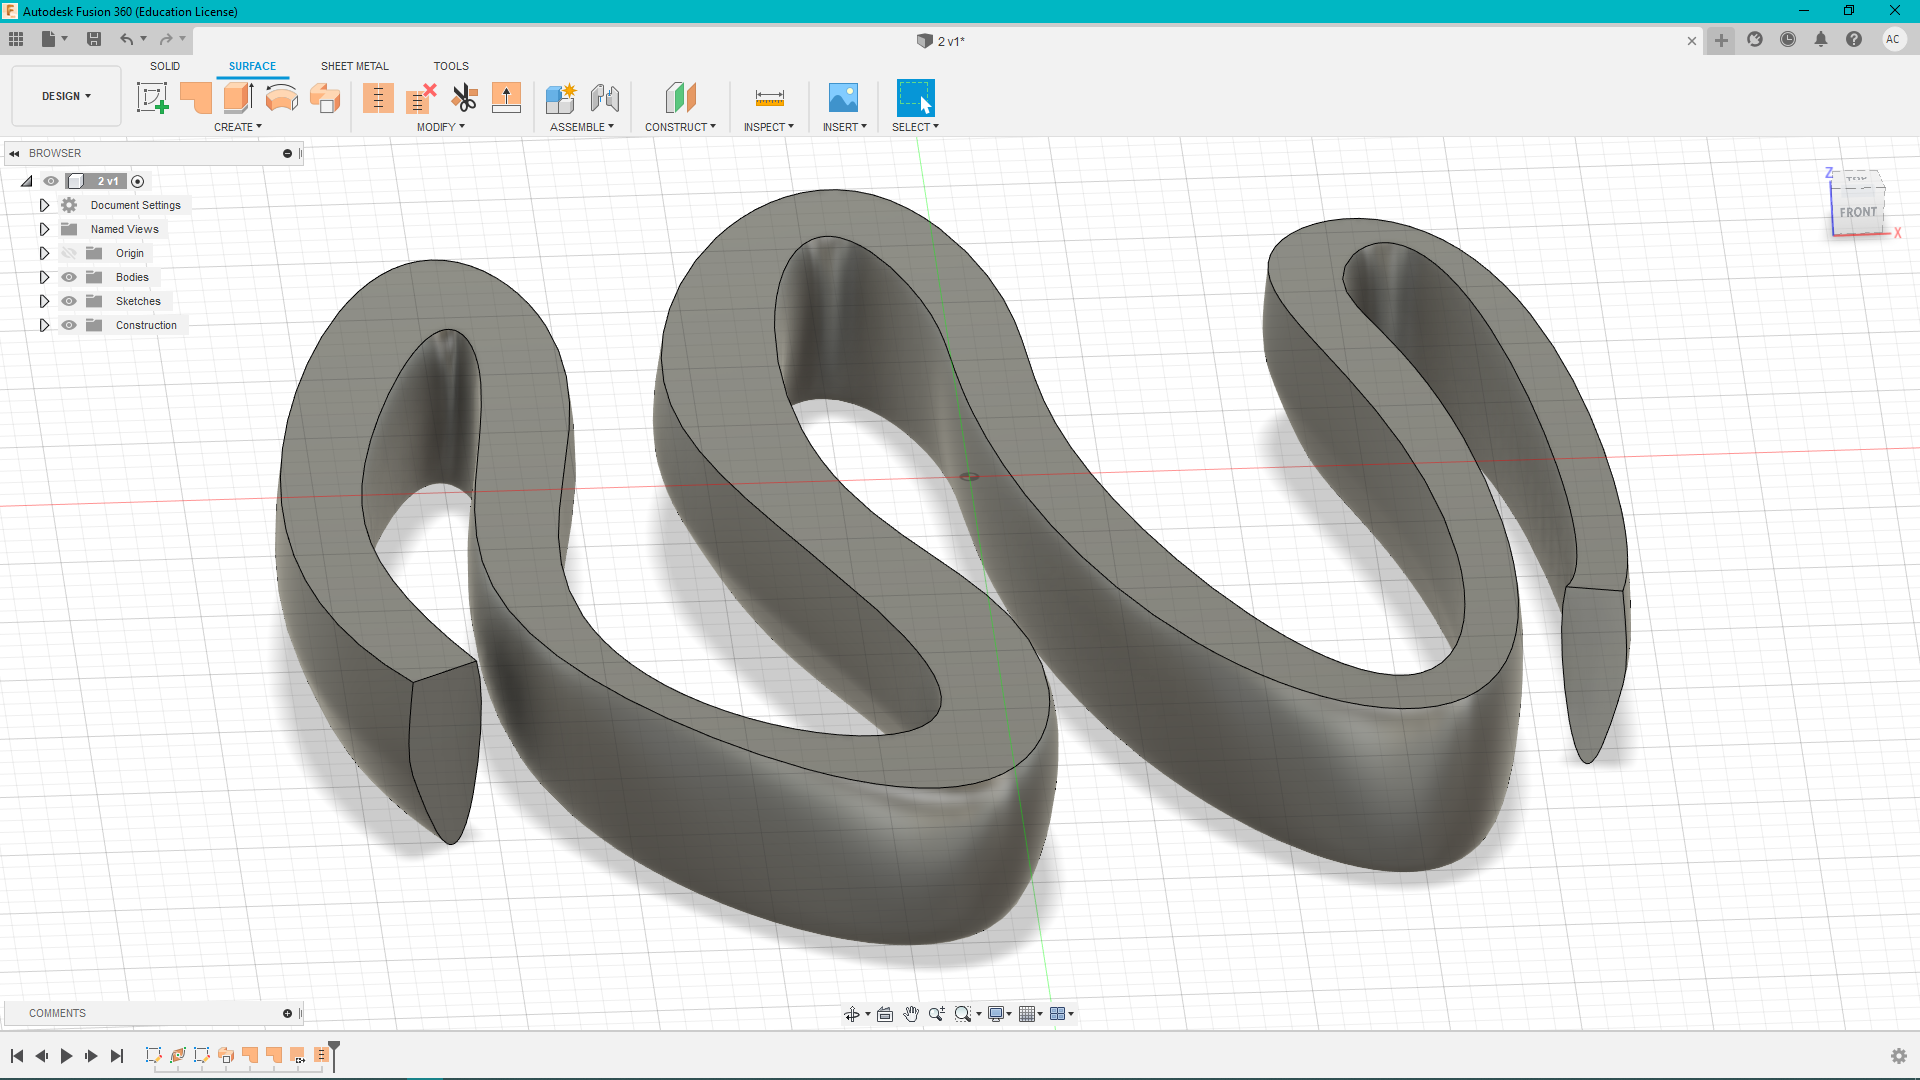 Autodesk Fusion 360 (Education License)
2 v1*
AC
DESIGN
SOLID
SURFACE
SHEET METAL
TOOLS
CREATE
MODIFY
ASSEMBLE
CONSTRUCT
INSPECT
INSERT
SELECT
BROWSER
2 v1
Document Settings
Named Views
Origin
Bodies
Sketches
Construction
Z
TOP
FRONT
X
COMMENTS